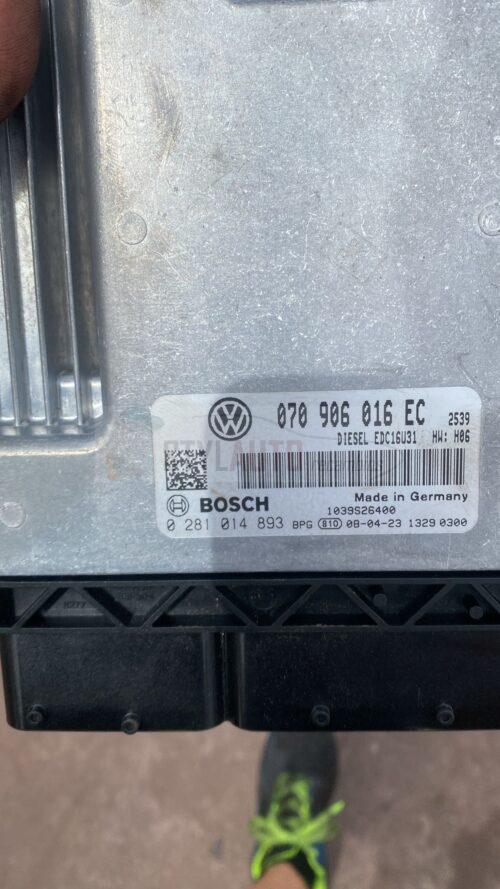 070 906 016 EC 2539
DIESEL EDC16U31 HW: H06
BOSCH
Made in Germany
1039S26400
0 281 014 893 BPG 810 08-04-23 1329 0300